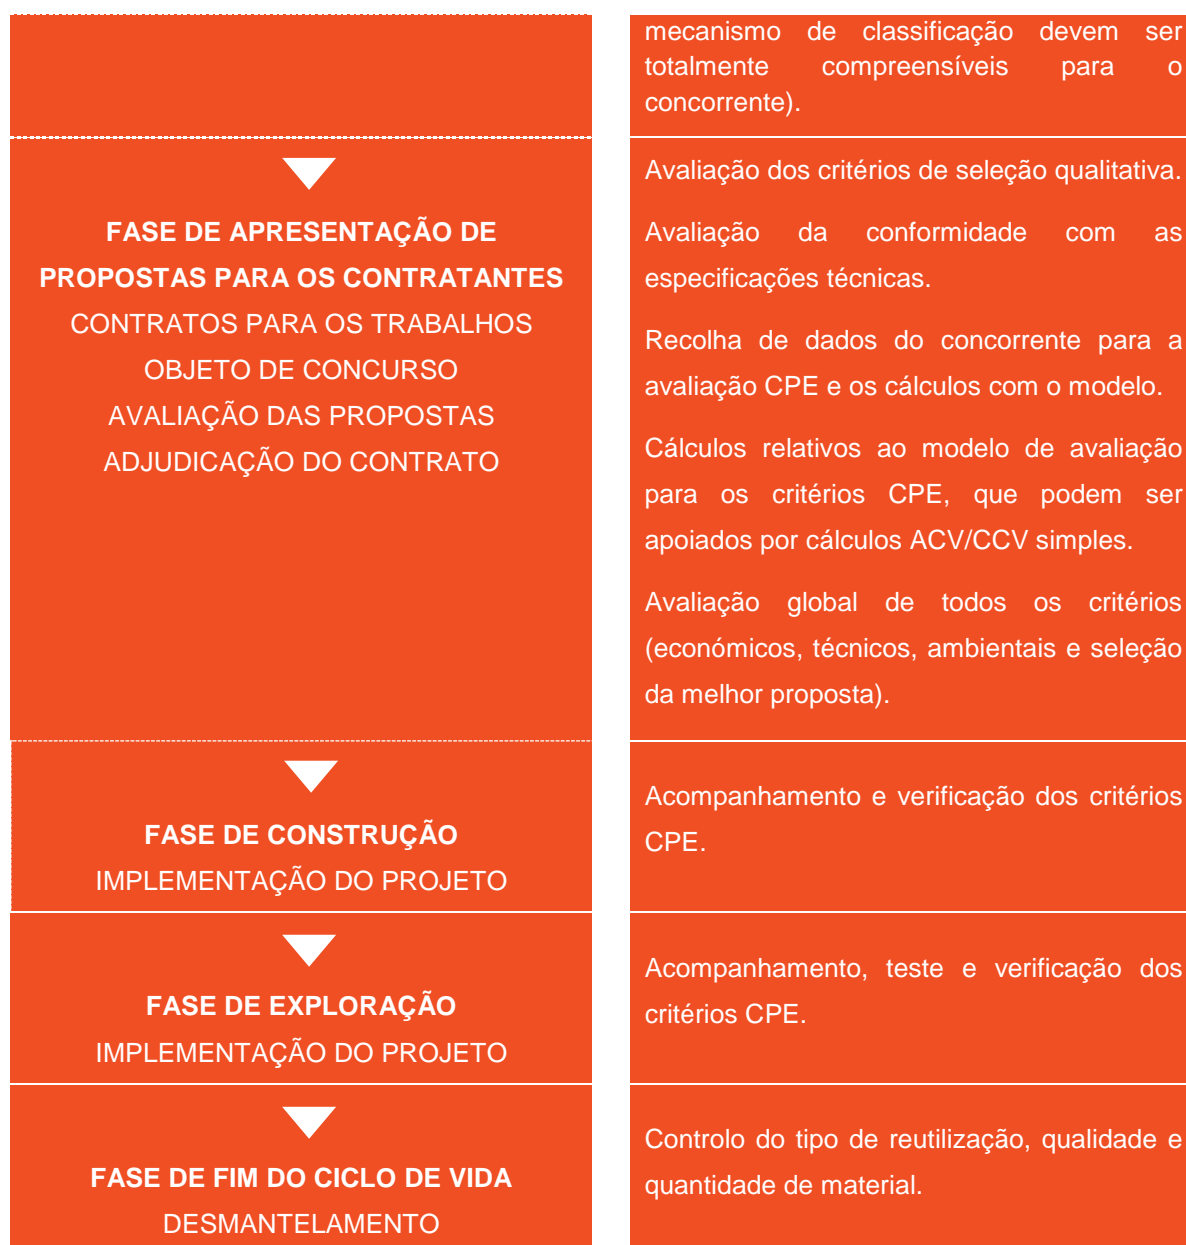 mecanismo de classificação devem ser
totalmente compreensíveis para o
concorrente).
FASE DE APRESENTAÇÃO DE
PROPOSTAS PARA OS CONTRATANTES
CONTRATOS PARA OS TRABALHOS
OBJETO DE CONCURSO
AVALIAÇÃO DAS PROPOSTAS
ADJUDICAÇÃO DO CONTRATO
Avaliação dos critérios de seleção qualitativa.
Avaliação da conformidade com as
especificações técnicas.
Recolha de dados do concorrente para a
avaliação CPE e os cálculos com o modelo.
Cálculos relativos ao modelo de avaliação
para os critérios CPE, que podem ser
apoiados por cálculos ACV/CCV simples.
Avaliação global de todos os critérios
(económicos, técnicos, ambientais e seleção
da melhor proposta).
FASE DE CONSTRUÇÃO
IMPLEMENTAÇÃO DO PROJETO
Acompanhamento e verificação dos critérios
CPE.
FASE DE EXPLORAÇÃO
IMPLEMENTAÇÃO DO PROJETO
Acompanhamento, teste e verificação dos
critérios CPE.
FASE DE FIM DO CICLO DE VIDA
DESMANTELAMENTO
Controlo do tipo de reutilização, qualidade e
quantidade de material.